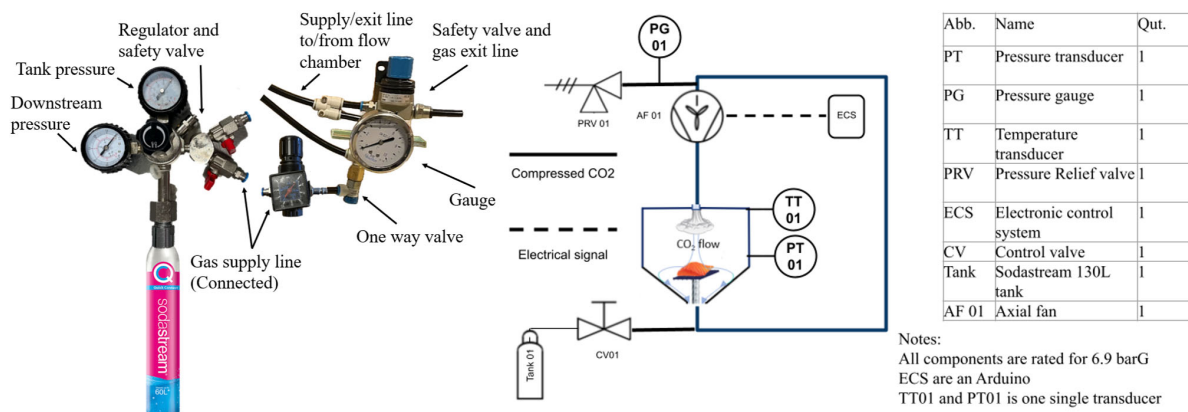 Regulator and
safety valve
Tank pressure
Downstream
pressure
Supply/exit line
to/from flow
chamber
Safety valve and
gas exit line
Gauge
One way valve
Gas supply line
(Connected)
sodastream
60L
PG
01
PRV 01
AF 01
ECS
Compressed CO2
Electrical signal
TT
01
CO₂ flow
PT
01
Tank 01
CV01
Abb. Name Qut.
PT Pressure transducer 1
PG Pressure gauge 1
TT Temperature 1
transducer
PRV Pressure Relief valve 1
ECS Electronic control 1
system
CV Control valve 1
Tank Sodastream 130L 1
tank
AF 01 Axial fan 1
Notes:
All components are rated for 6.9 barG
ECS are an Arduino
TT01 and PT01 is one single transducer